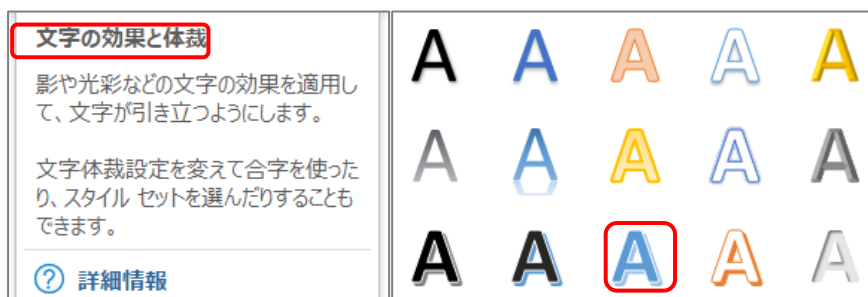 文字の効果と体裁
影や光彩などの文字の効果を適用し
て、文字が引き立つようにします。
文字体裁設定を変えて合字を使った
り、スタイル セットを選んだりすることも
できます。
? 詳細情報
A A A A A
A A A A A
A A A A A